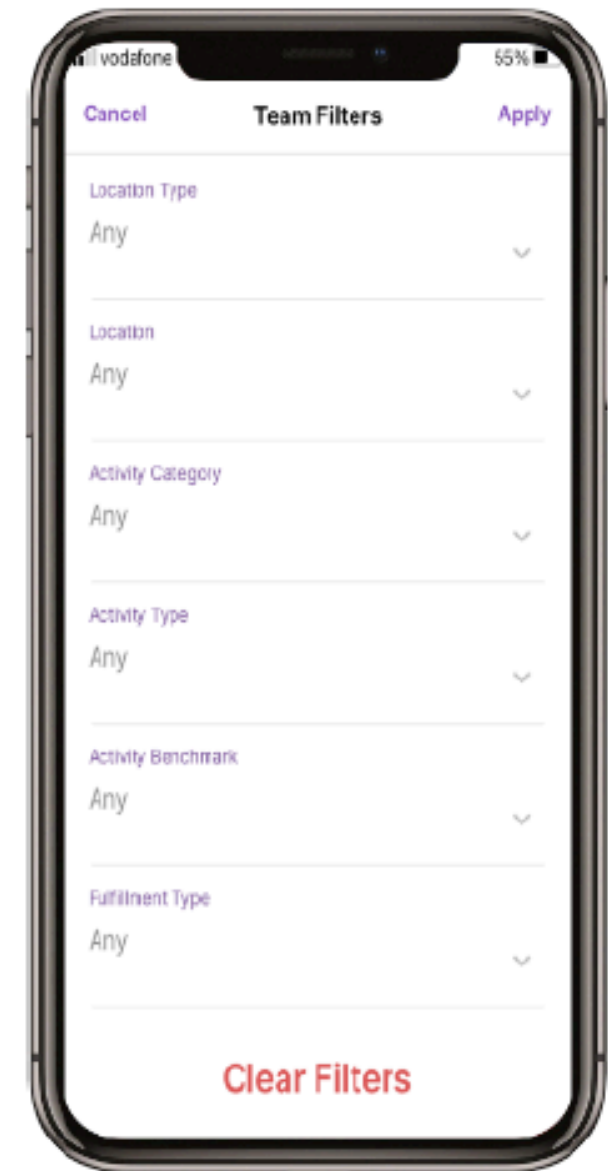 vodafone 55%
Cancel Team Filters Apply
Location Type
Any
Location
Any
Activity Category
Any
Activity Type
Any
Activity Benchmark
Any
Fulfillment Type
Any
Clear Filters